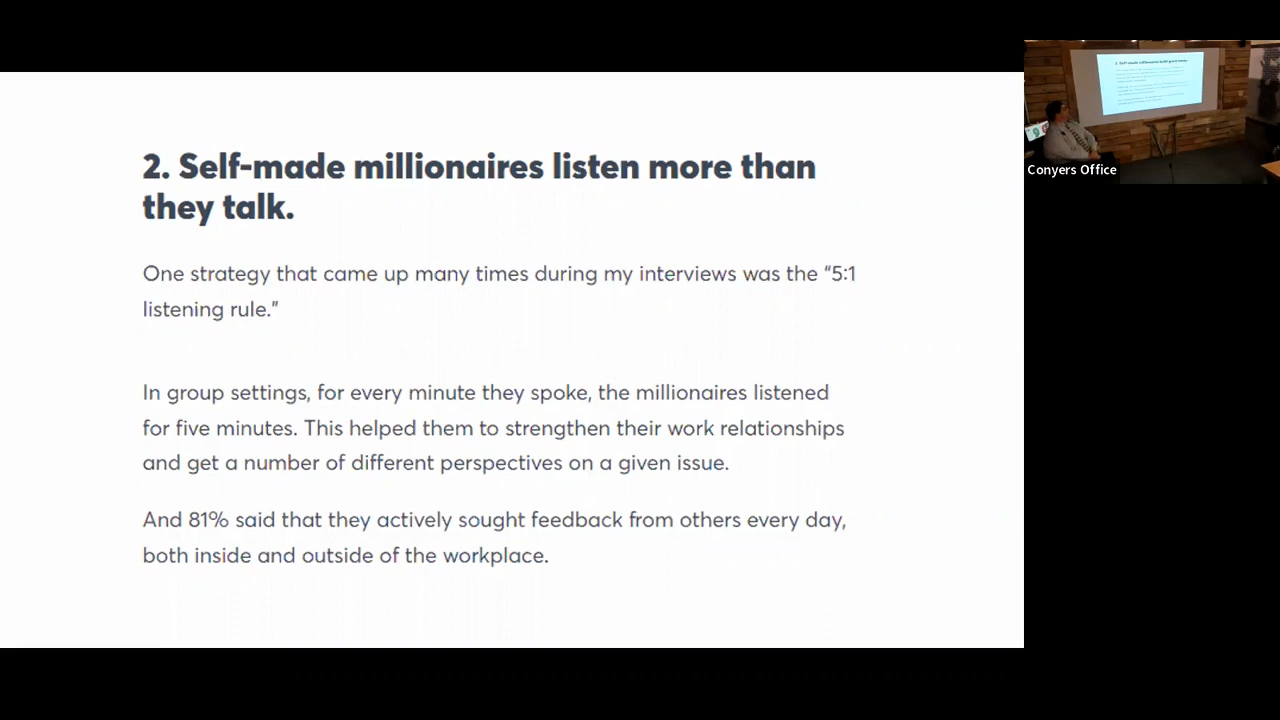 2. Self-made millionaires listen more than
they talk.
One strategy that came up many times during my interviews was the "5:1
listening rule."
In group settings, for every minute they spoke, the millionaires listened
for five minutes. This helped them to strengthen their work relationships
and get a number of different perspectives on a given issue.
And 81% said that they actively sought feedback from others every day,
both inside and outside of the workplace.
Conyers Office